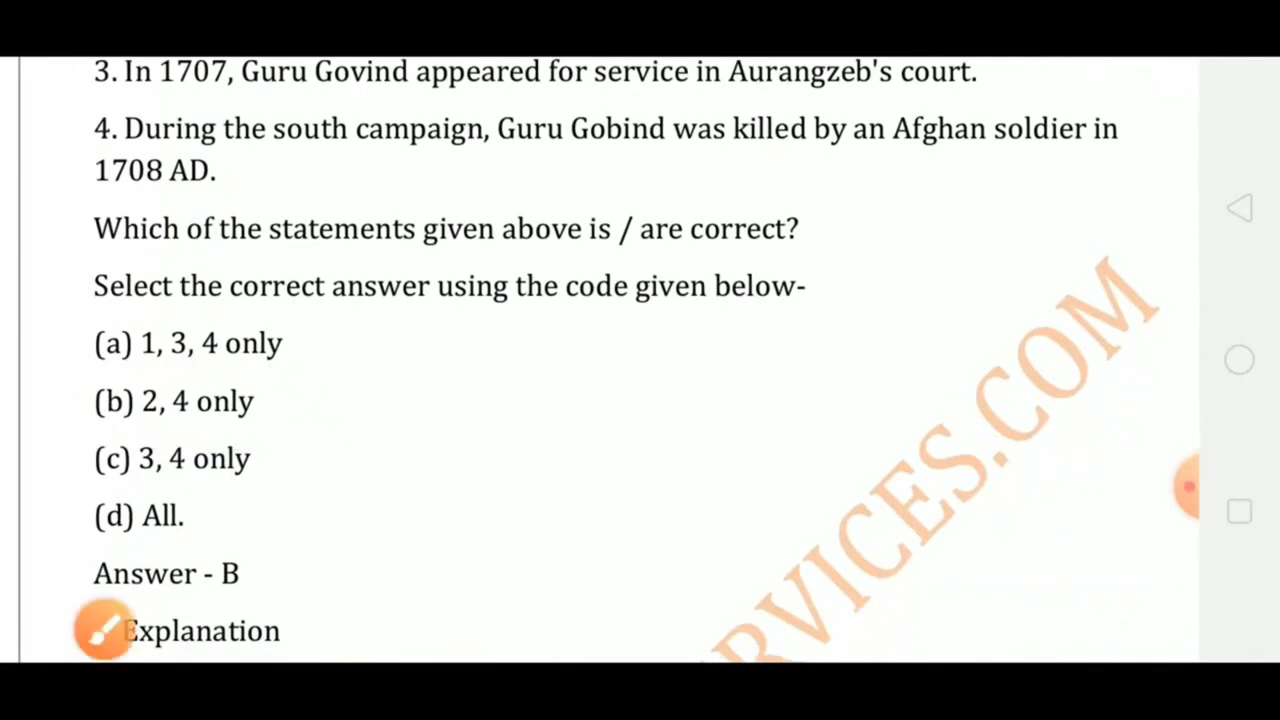 3. In 1707, Guru Govind appeared for service in Aurangzeb's court.
4. During the south campaign, Guru Gobind was killed by an Afghan soldier in
1708 AD.
Which of the statements given above is / are correct?
Select the correct answer using the code given below-
(a) 1, 3, 4 only
(b) 2, 4 only
(c) 3, 4 only
(d) All.
Answer - B
Explanation
RVICES.COM